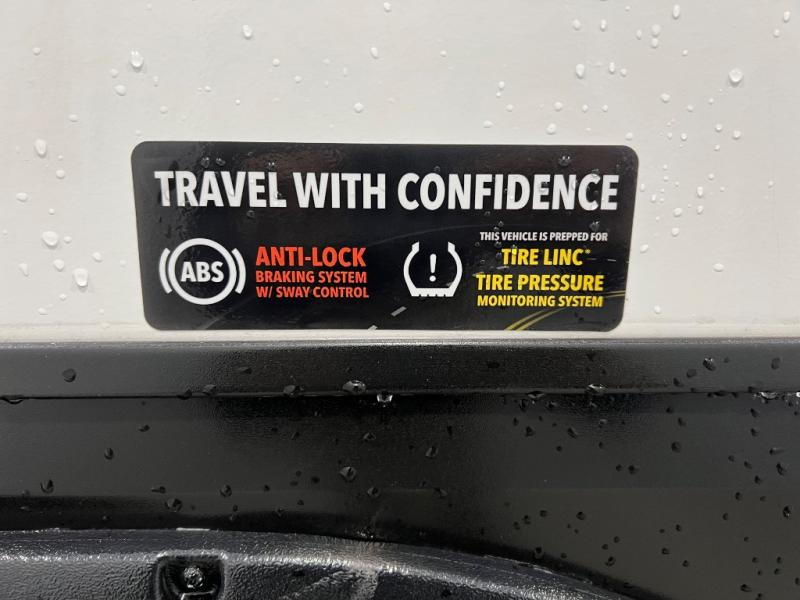 TRAVEL WITH CONFIDENCE
ABS
ANTI-LOCK
BRAKING SYSTEM
W/ SWAY CONTROL
!
THIS VEHICLE IS PREPPED FOR
TiRE LINC®
TIRE PRESSURE
MONITORING SYSTEM